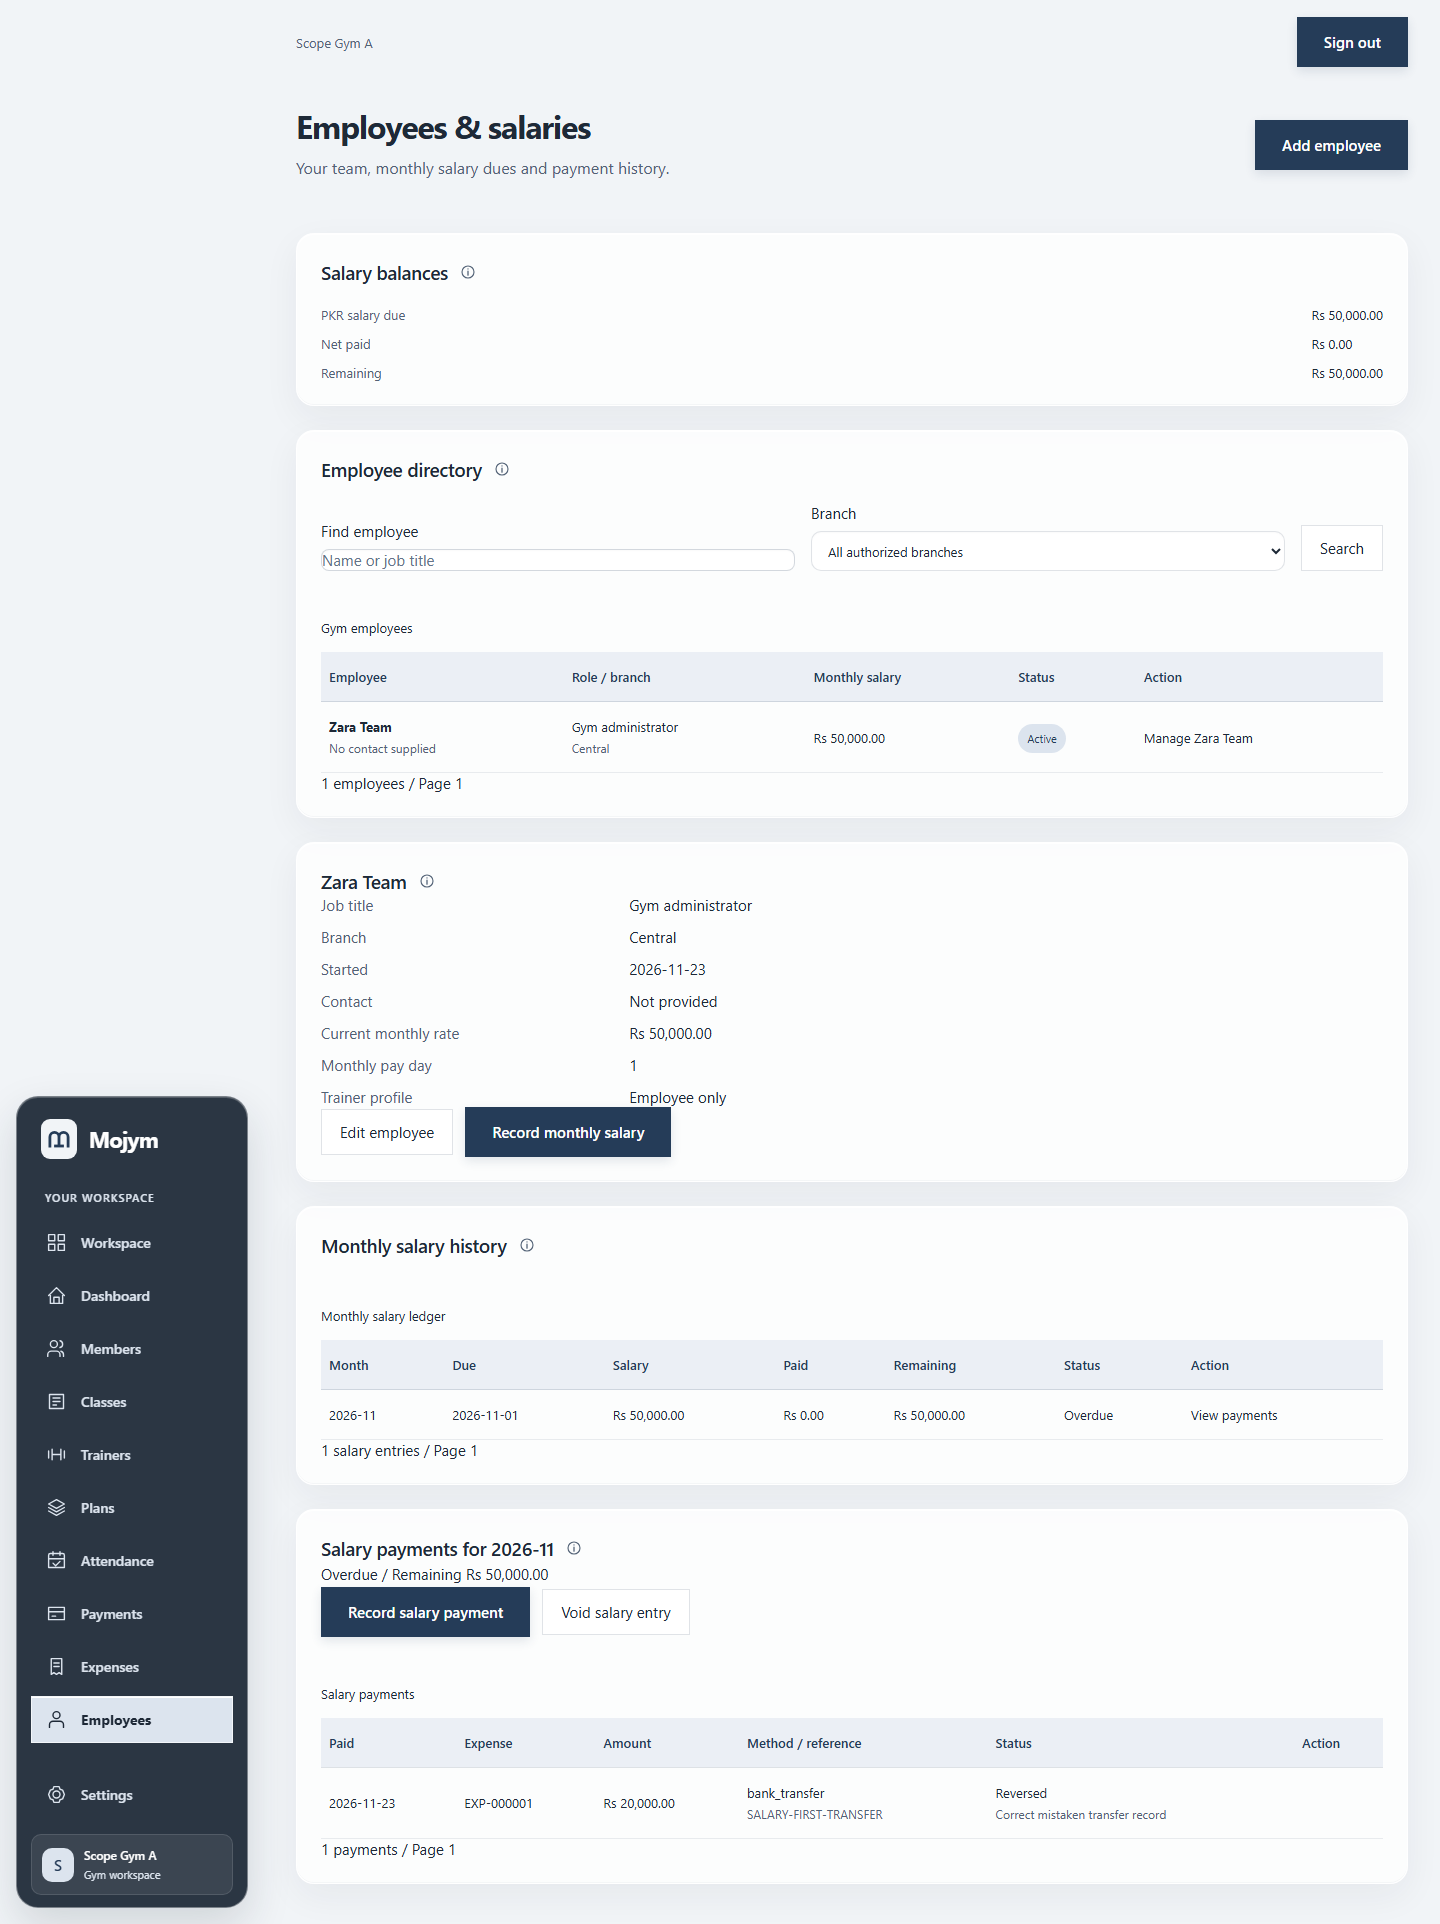 Scope Gym A
Sign out
Employees & salaries
Add employee
Your team, monthly salary dues and payment history.
Salary balances
PKR salary due Rs 50,000.00
Net paid Rs 0.00
Remaining Rs 50,000.00
Employee directory
Find employee
Name or job title
Branch
All authorized branches
Search
Gym employees
Employee Role / branch Monthly salary Status Action
Zara Team Gym administrator Rs 50,000.00 Active Manage Zara Team
No contact supplied Central
1 employees / Page 1
Zara Team
Job title Gym administrator
Branch Central
Started 2026-11-23
Contact Not provided
Current monthly rate Rs 50,000.00
Monthly pay day 1
Trainer profile Employee only
Edit employee Record monthly salary
Monthly salary history
Monthly salary ledger
Month Due Salary Paid Remaining Status Action
2026-11 2026-11-01 Rs 50,000.00 Rs 0.00 Rs 50,000.00 Overdue View payments
1 salary entries / Page 1
Salary payments for 2026-11
Overdue / Remaining Rs 50,000.00
Record salary payment Void salary entry
Salary payments
Paid Expense Amount Method / reference Status Action
2026-11-23 EXP-000001 Rs 20,000.00 bank_transfer Reversed
SALARY-FIRST-TRANSFER Correct mistaken transfer record
1 payments / Page 1
Mojym
YOUR WORKSPACE
Workspace
Dashboard
Members
Classes
Trainers
Plans
Attendance
Payments
Expenses
Employees
Settings
S
Scope Gym A
Gym workspace